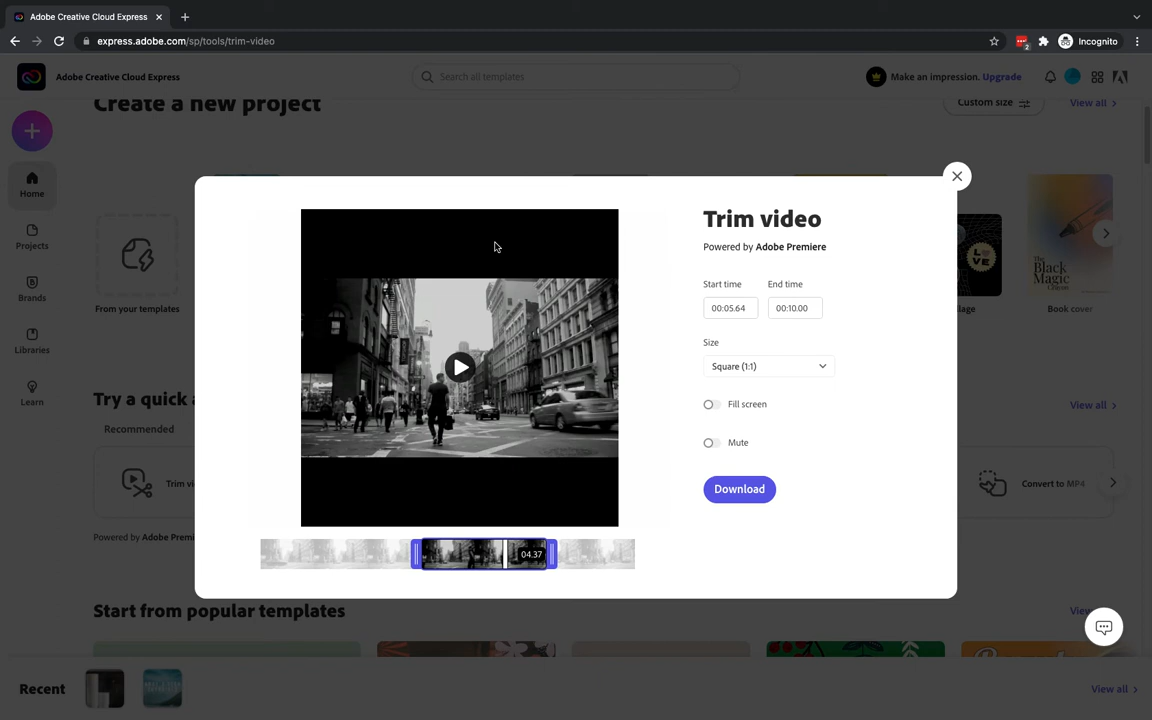 Adobe Creative Cloud Express
express.adobe.com/sp/tools/trim-video
2
Incognito
Adobe Creative Cloud Express
Search all templates
Make an impression. Upgrade
Create a new project
Custom size
View all
Home
Projects
Brands
Libraries
Learn
From your templates
LOVE
The
Black
Magic
Book cover
Trim video
Powered by Adobe Premiere
Start time
End time
00:05.64
00:10.00
Size
Square (1:1)
Fill screen
Mute
Download
04.37
Try a quick
View all
Recommended
Trim vi
Convert to MP4
Powered by Adobe Premi
Start from popular templates
View
Recent
View all